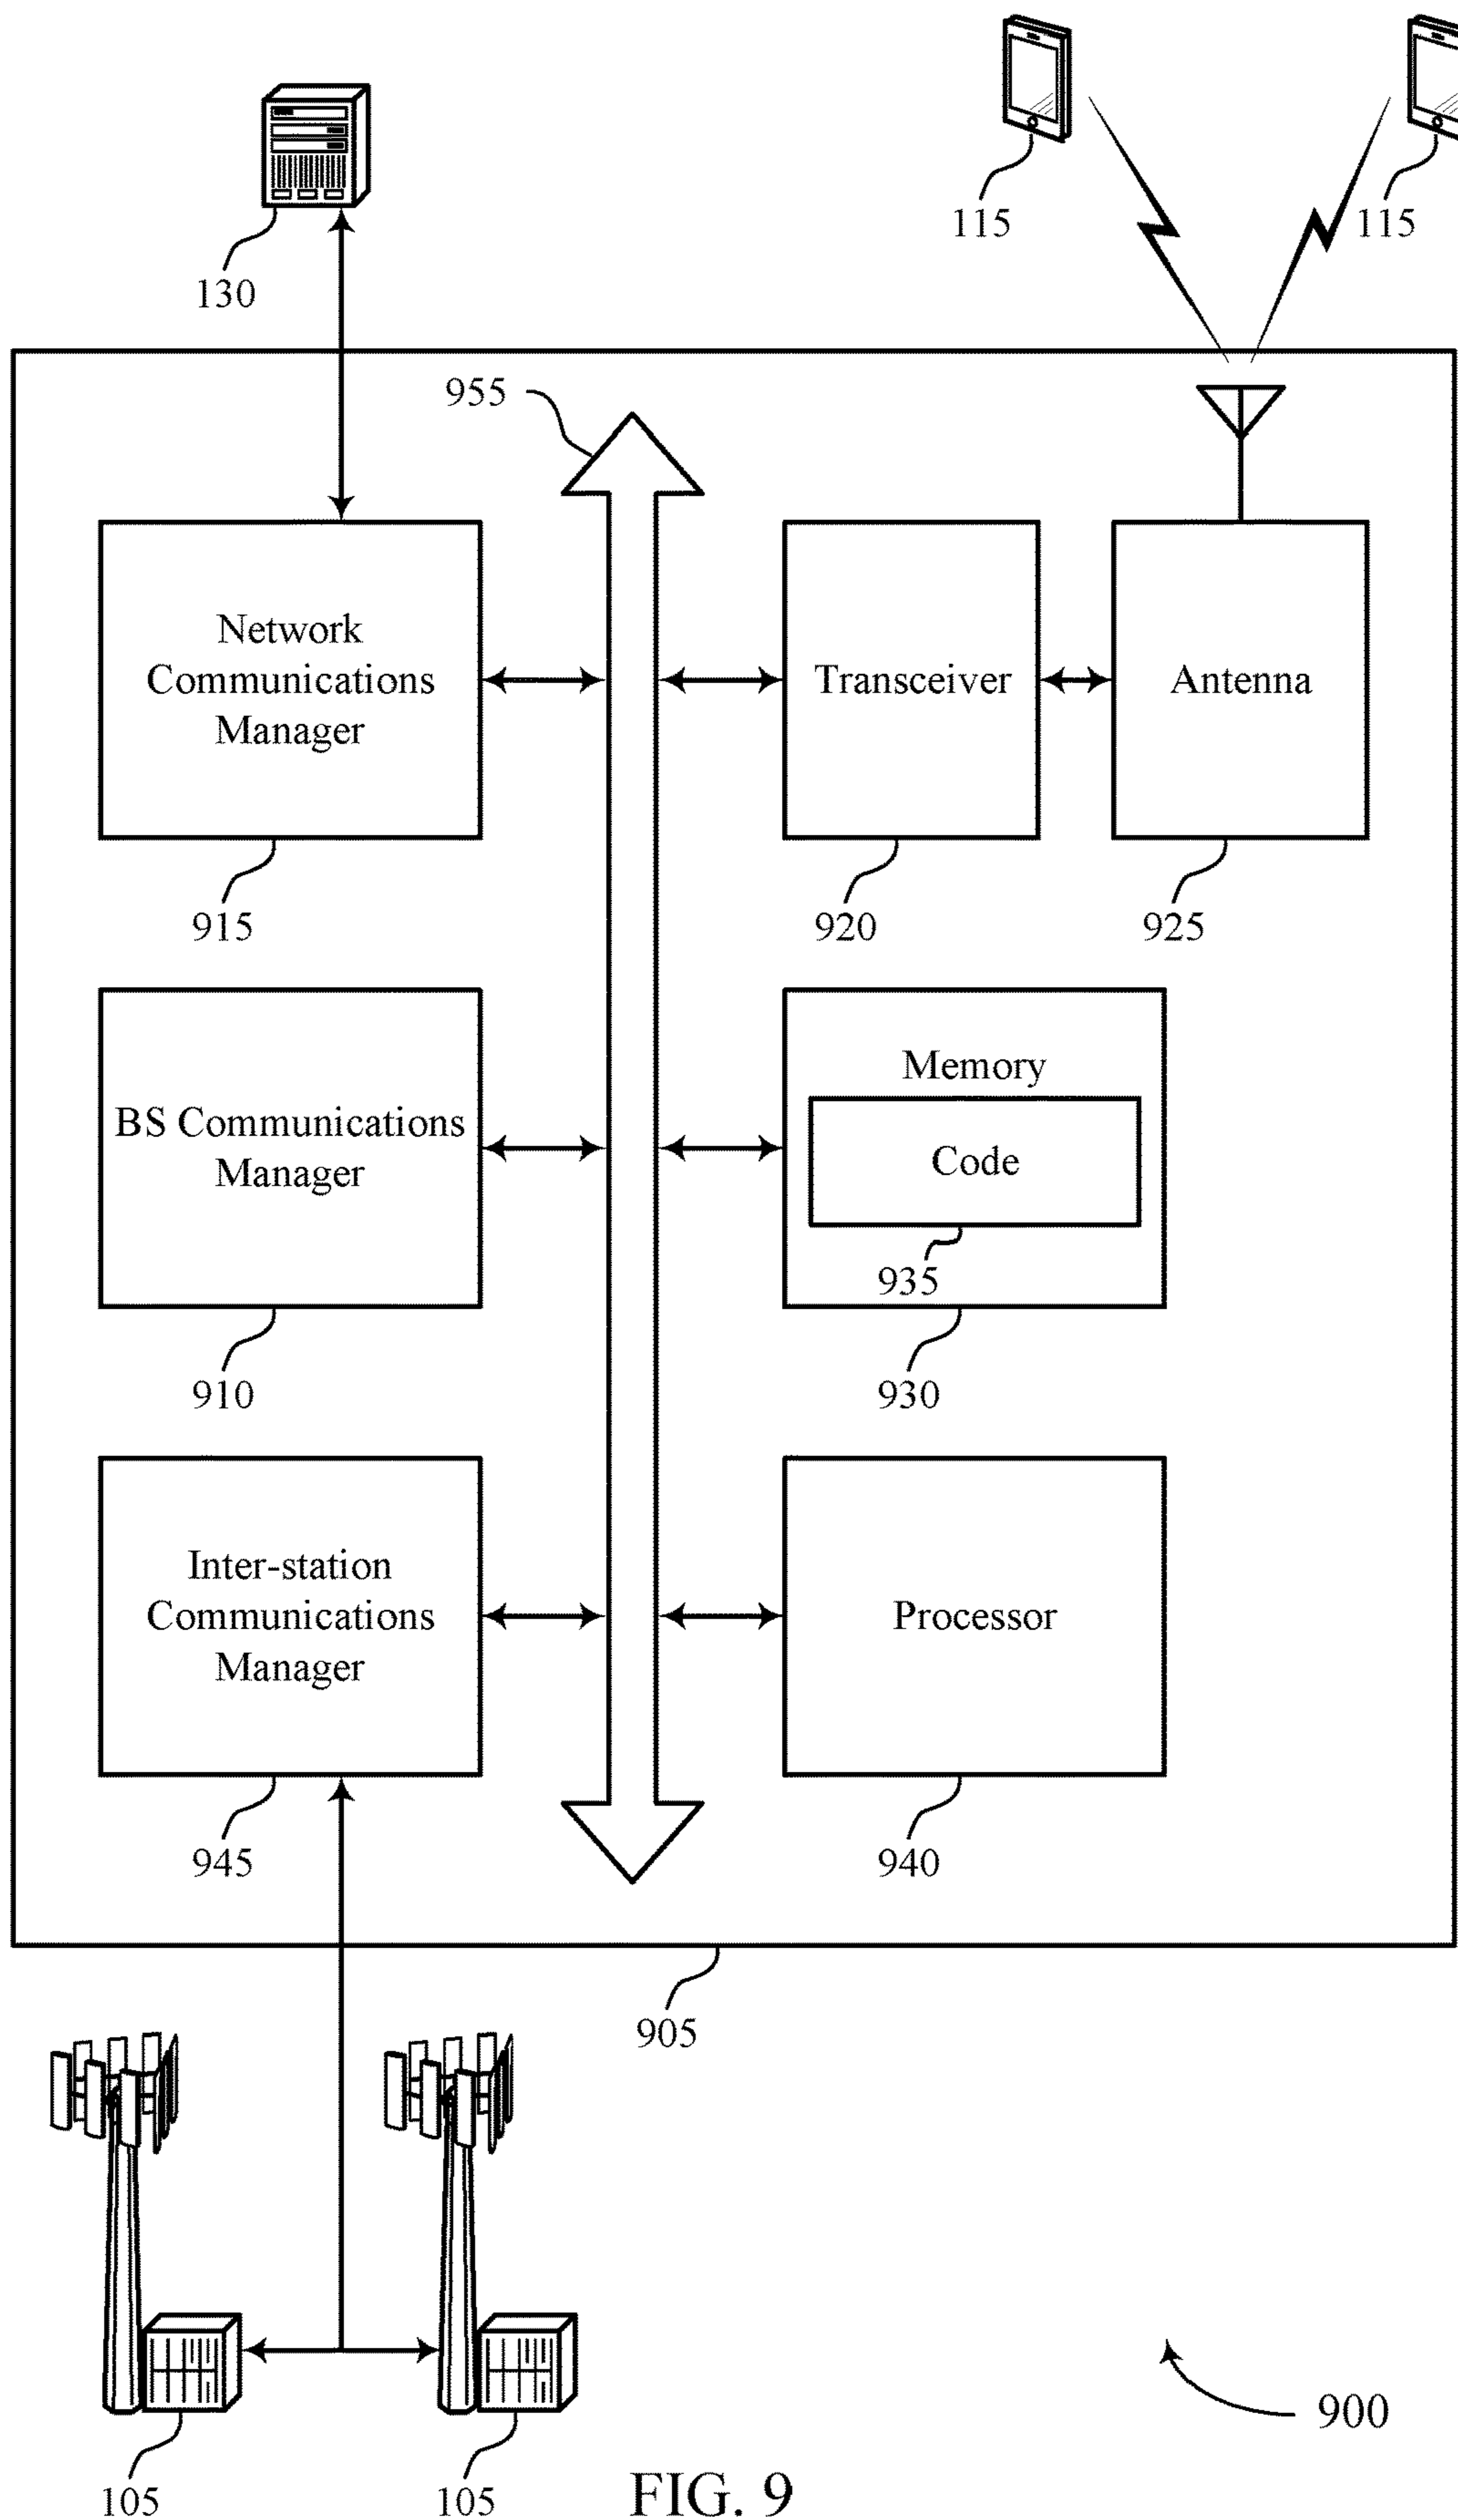 130
115
115
955
Network
Communications
Manager
Transceiver
Antenna
915
920
925
BS Communications
Manager
Memory
Code
935
910
930
Inter-station
Communications
Manager
Processor
945
940
905
900
105
105
FIG. 9